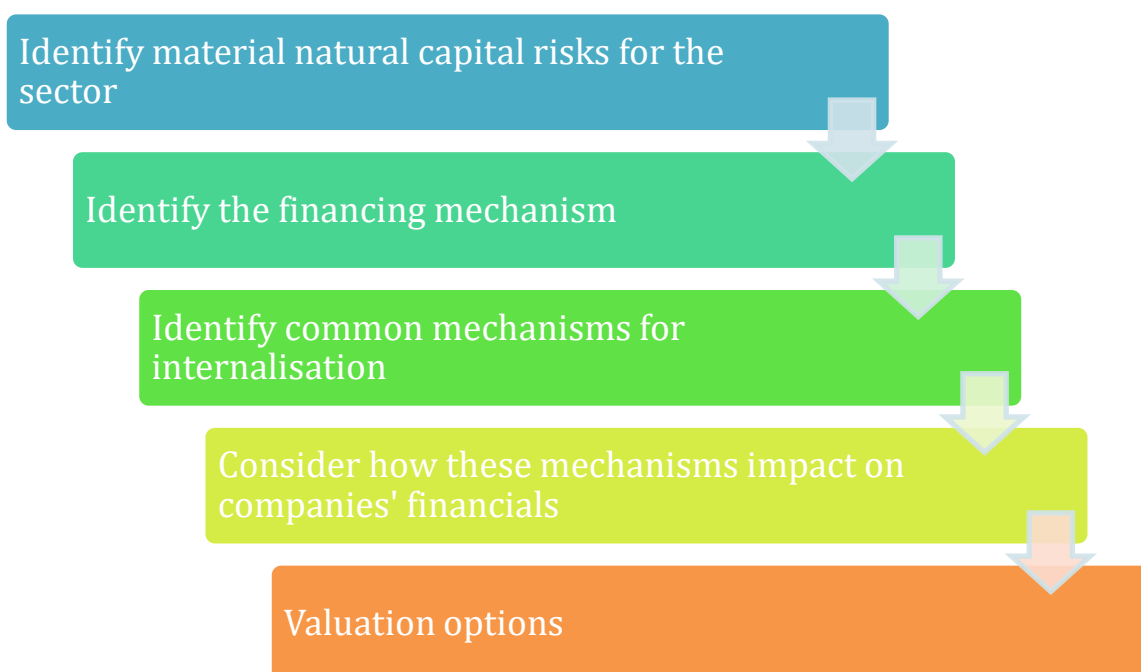 Identify material natural capital risks for the
sector
Identify the financing mechanism
Identify common mechanisms for
internalisation
Consider how these mechanisms impact on
companies' financials
Valuation options